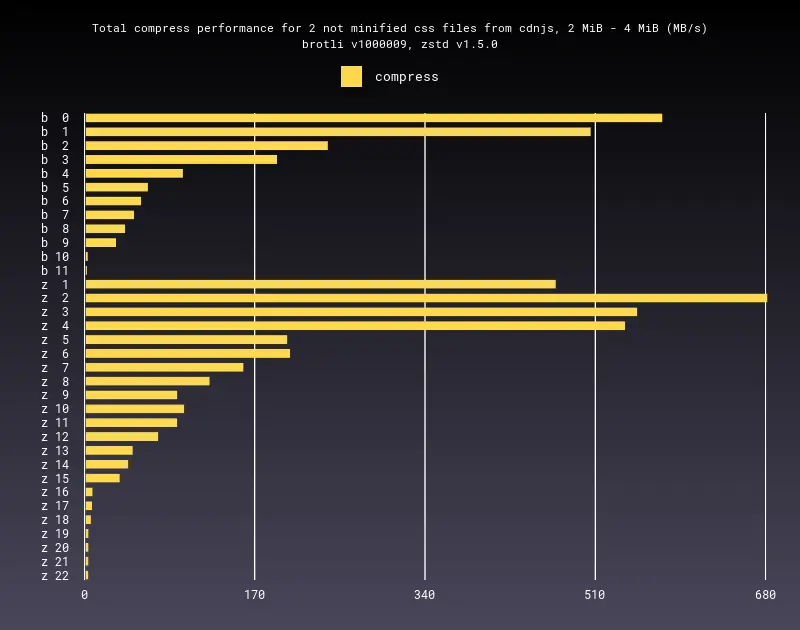 Total compress performance for 2 not minified css files from cdnjs, 2 MiB - 4 MiB (MB/s)
brotli v1000009, zstd v1.5.0
compress
b 0
b 1
b 2
b 3
b 4
b 5
b 6
b 7
b 8
b 9
b 10
b 11
z 1
z 2
z 3
z 4
z 5
z 6
z 7
z 8
z 9
z 10
z 11
z 12
z 13
z 14
z 15
z 16
z 17
z 18
z 19
z 20
z 21
z 22
0 170 340 510 680